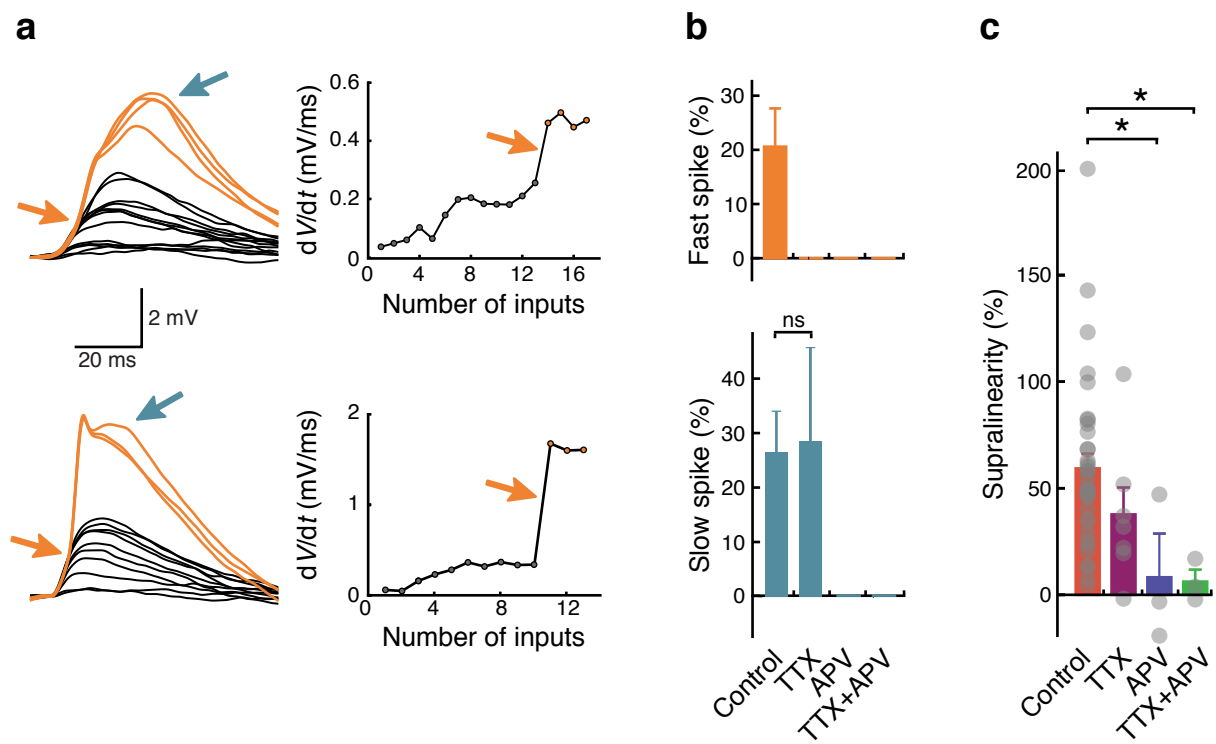 a
0.6
0.4
0.2
0
dV/dt (mV/ms)
0 4 8 12 16
Number of inputs
2 mV
20 ms
2
1
0
dV/dt (mV/ms)
4 8 12
Number of inputs
b
30
20
10
0
Fast spike (%)
ns
40
30
20
10
0
Slow spike (%)
Control
TTX
APV
TTX+APV
c
*
*
200
150
100
50
0
Supralinearity (%)
Control
TTX
APV
TTX+APV